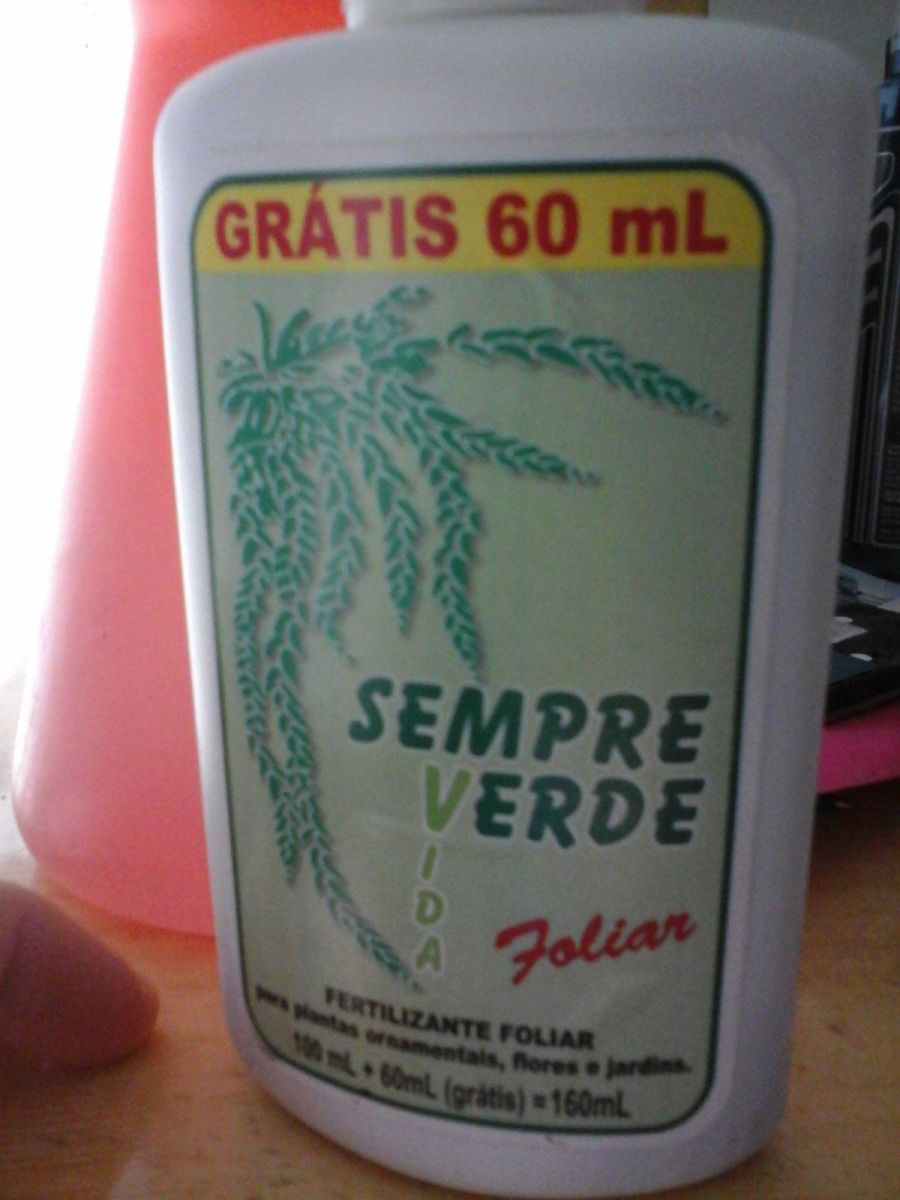 GRÁTIS 60 mL
SEMPRE
VERDE
VIDA
Foliar
FERTILIZANTE FOLIAR
para plantas ornamentais, flores e jardins.
100 mL + 60mL (grátis) = 160mL